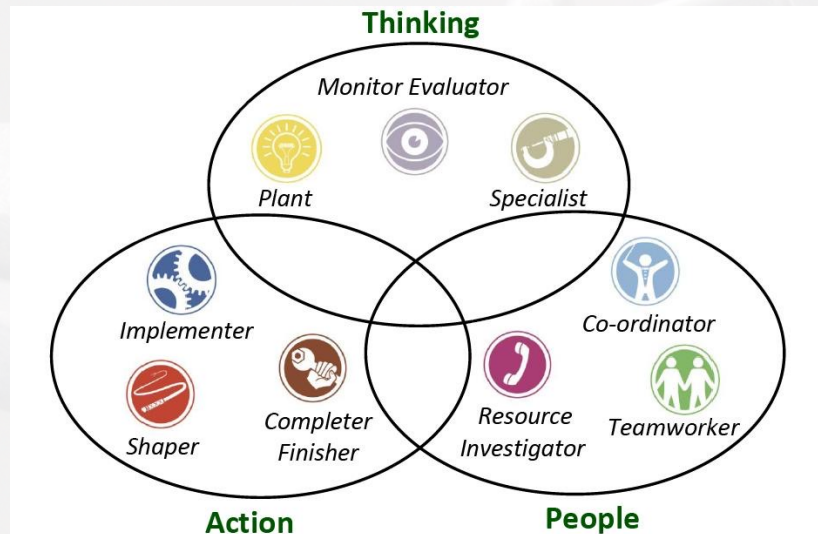 Thinking
Monitor Evaluator
Plant
Specialist
Implementer
Co-ordinator
Shaper
Completer
Finisher
Resource
Investigator
Teamworker
Action
People